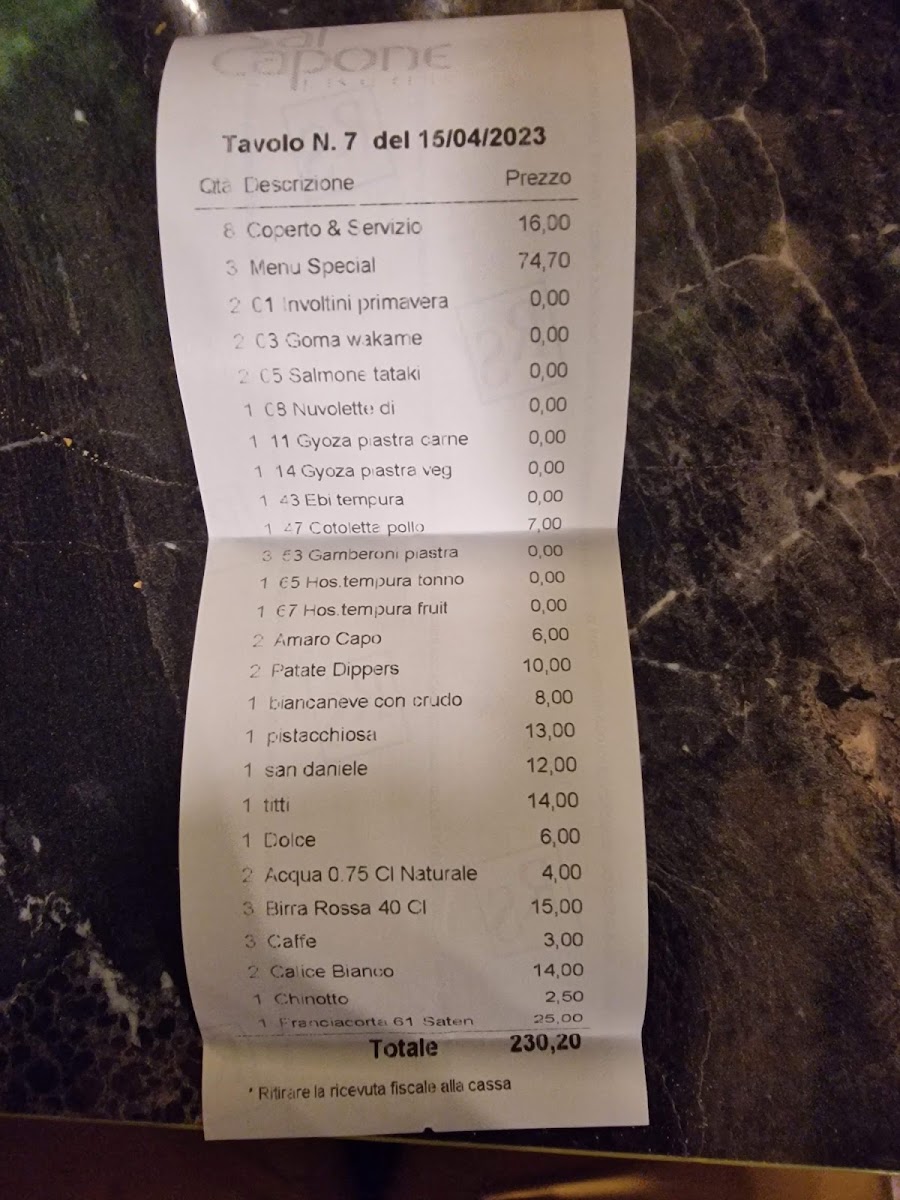 Sal
Capone
Tavolo N. 7 del 15/04/2023
Qta Descrizione Prezzo
8 Coperto & Servizio 16,00
3 Menu Special 74,70
2 01 Involtini primavera 0,00
2 03 Goma wakame 0,00
2 05 Salmone tataki 0,00
1 08 Nuvolette di 0,00
1 11 Gyoza piastra carne 0,00
1 14 Gyoza piastra veg 0,00
1 43 Ebi tempura 0,00
1 47 Cotoletta pollo 7,00
3 53 Gamberoni piastra 0,00
1 65 Hos.tempura tonno 0,00
1 67 Hos.tempura fruit 0,00
2 Amaro Capo 6,00
2 Patate Dippers 10,00
1 biancaneve con crudo 8,00
1 pistacchiosa 13,00
1 san daniele 12,00
1 titti 14,00
1 Dolce 6,00
2 Acqua 0.75 Cl Naturale 4,00
3 Birra Rossa 40 Cl 15,00
3 Caffe 3,00
2 Calice Bianco 14,00
1 Chinotto 2,50
1 Franciacorta 61 Saten 25,00
Totale 230,20
* Ritirare la ricevuta fiscale alla cassa